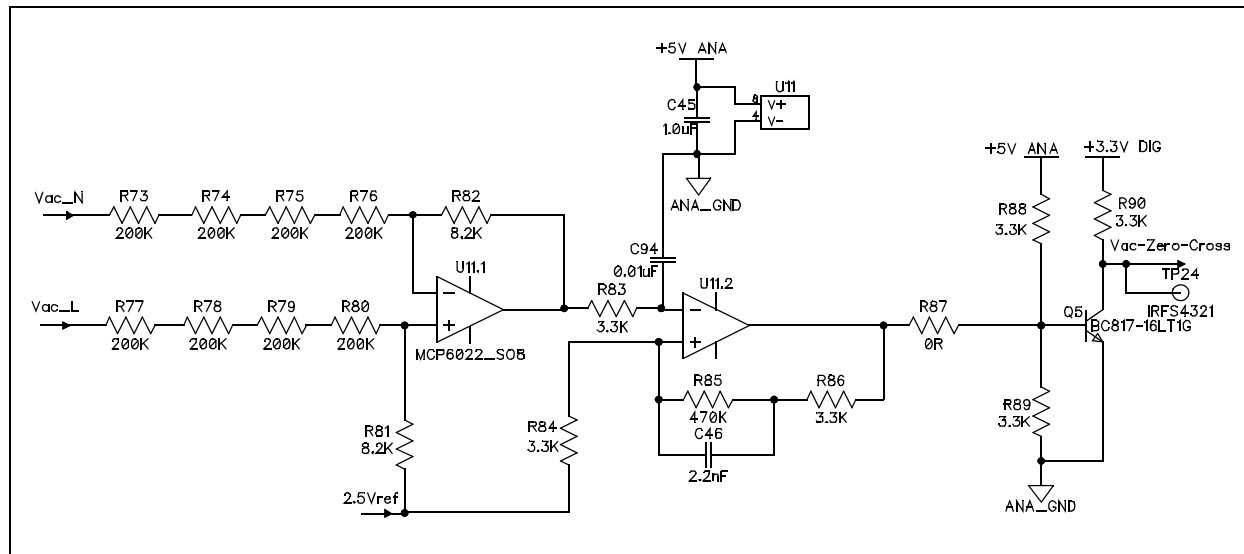 +5V ANA
U11
C45
1.0uF
8
V+
4
V-
ANA_GND
+5V ANA
+3.3V DIG
Vac_N
R73
200K
R74
200K
R75
200K
R76
200K
R82
8.2K
R88
3.3K
R90
3.3K
Vac-Zero-Cross
TP24
IRFS4321
C94
0.01uF
U11.1
MCP6022_SO8
Vac_L
R77
200K
R78
200K
R79
200K
R80
200K
R83
3.3K
U11.2
R87
0R
Q5
BC817-16LT1G
R85
470K
C46
2.2nF
R86
3.3K
R81
8.2K
R84
3.3K
R89
3.3K
2.5Vref
ANA_GND